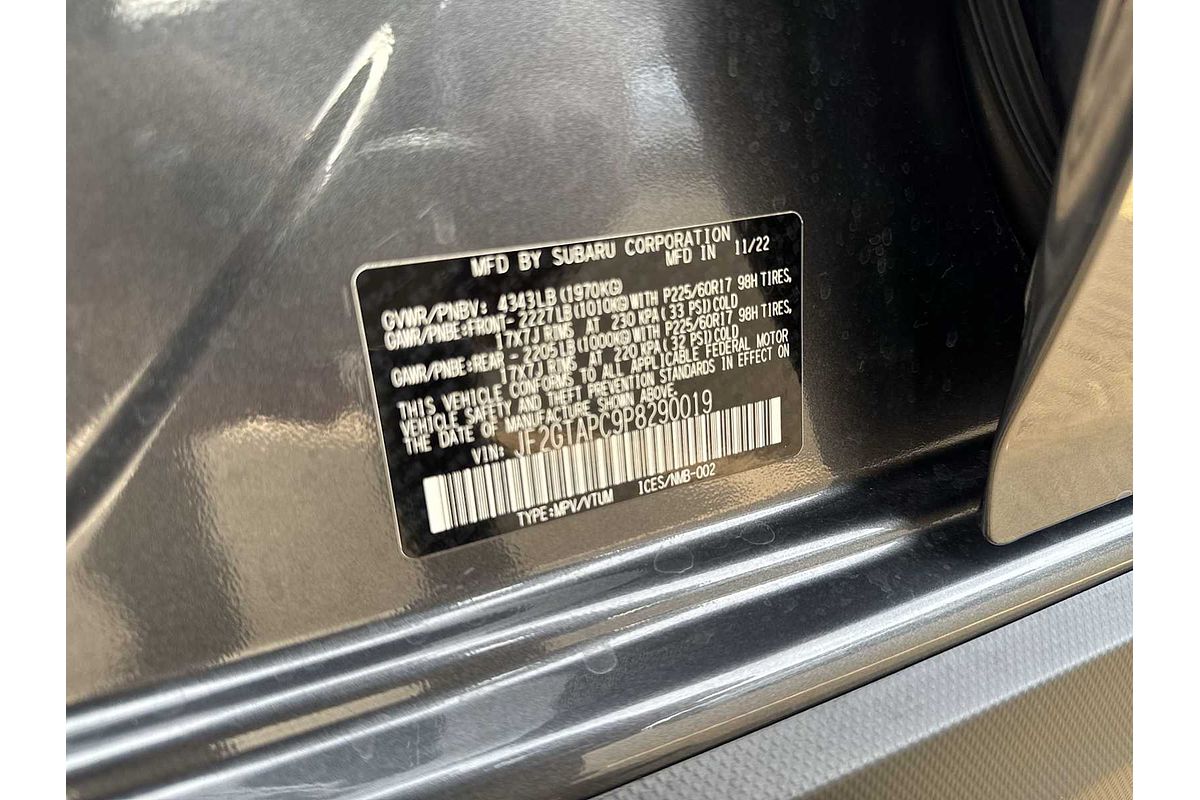 MFD BY SUBARU CORPORATION
MFD IN 11/22
GVWR/PNBV: 4343LB(1970KG)
GAWR/PNBE:FRONT-2227LB(1010KG)WITH P225/60R17 98H TIRES,
17X7J RIMS AT 230 KPA(33 PSI)COLD
GAWR/PNBE:REAR -2205LB(1000KG)WITH P225/60R17 98H TIRES,
17X7J RIMS AT 220 KPA(32 PSI)COLD
THIS VEHICLE CONFORMS TO ALL APPLICABLE FEDERAL MOTOR
VEHICLE SAFETY AND THEFT PREVENTION STANDARDS IN EFFECT ON
THE DATE OF MANUFACTURE SHOWN ABOVE.
VIN: JF2GTAPC9P8290019
TYPE:MPV/VTUM ICES/NMB-002